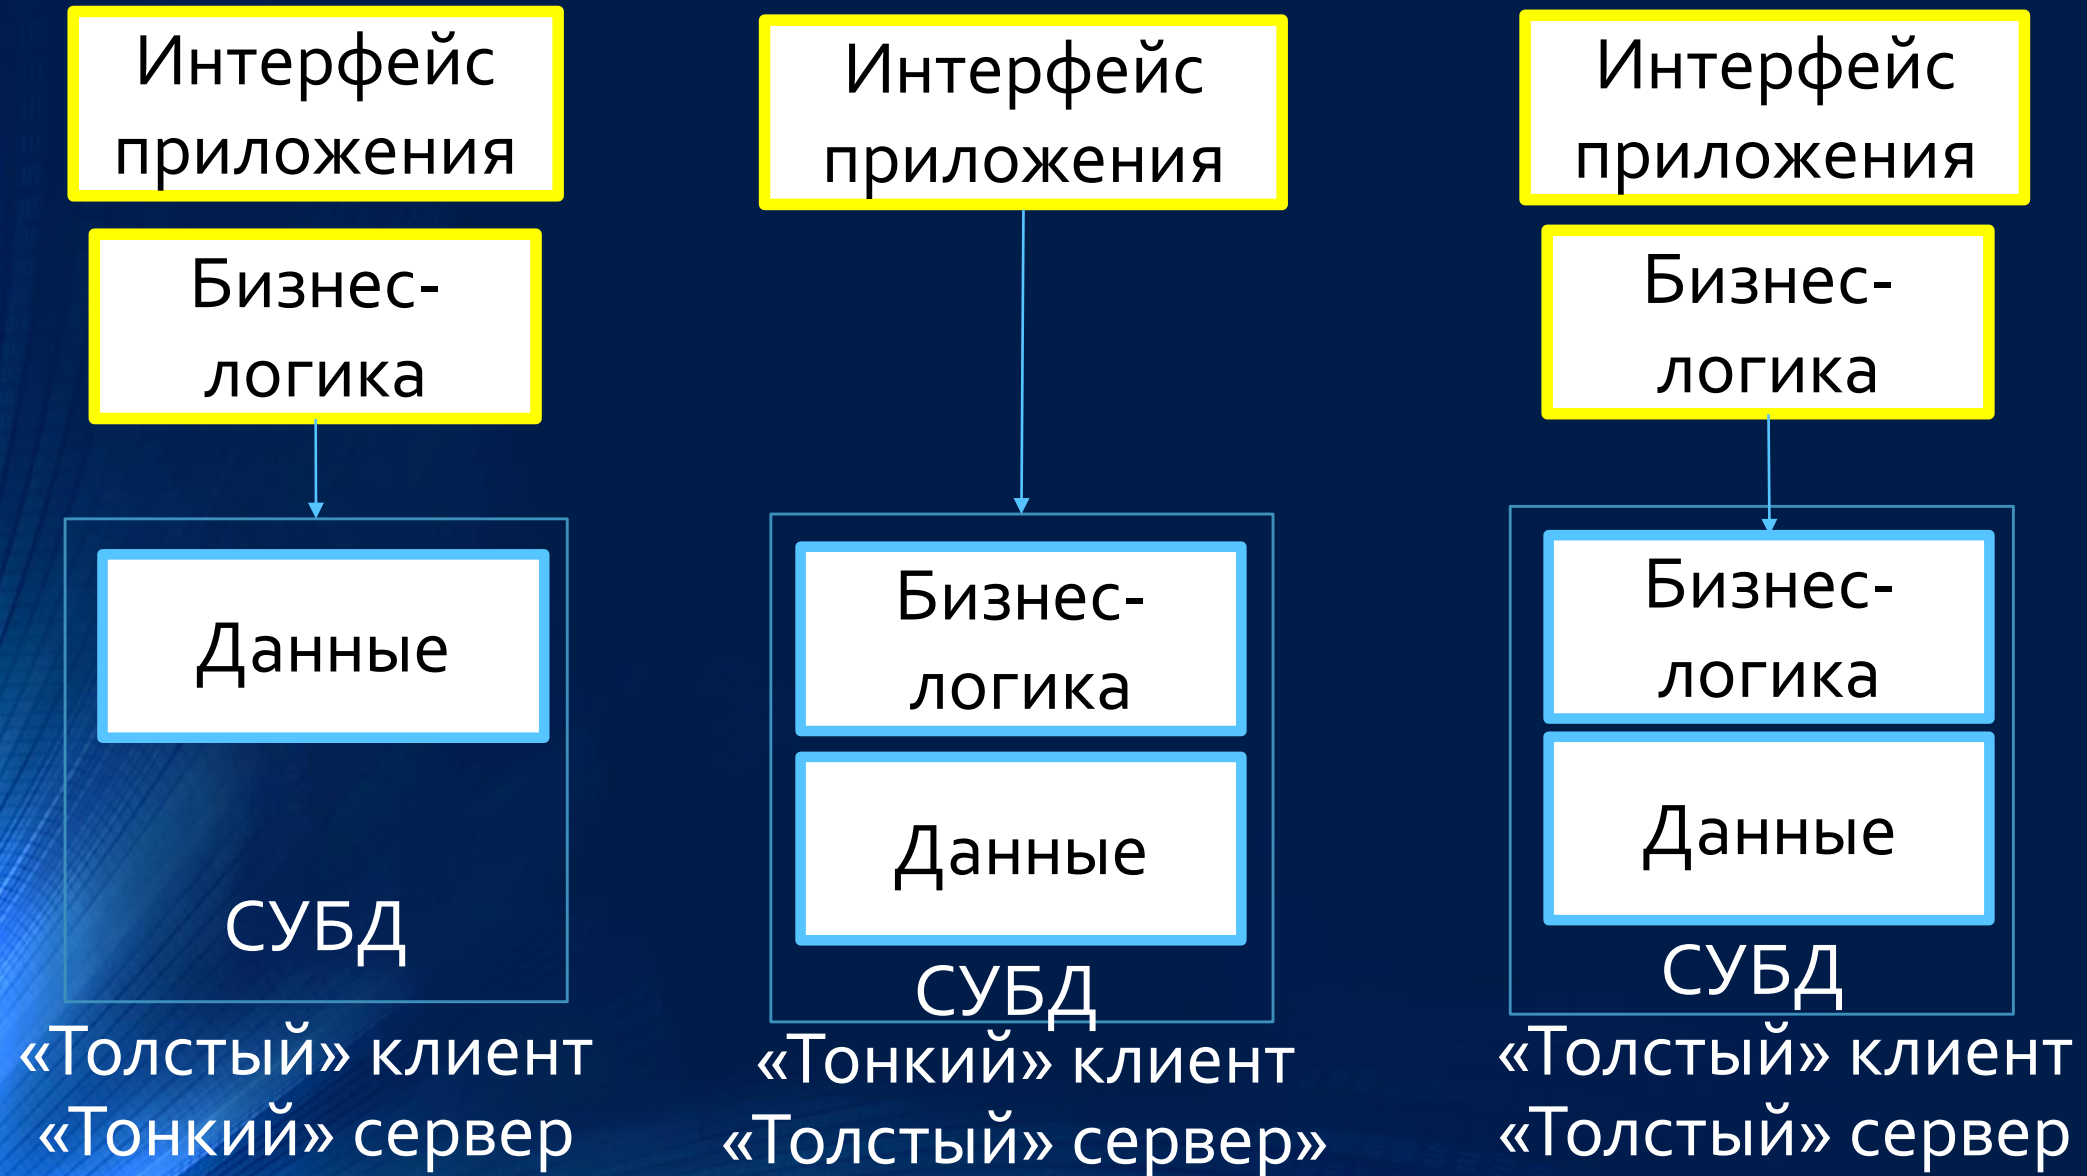 Интерфейс
приложения
Бизнес-
логика
Данные
СУБД
«Толстый» клиент
«Тонкий» сервер
Интерфейс
приложения
Бизнес-
логика
Данные
СУБД
«Тонкий» клиент
«Толстый» сервер»
Интерфейс
приложения
Бизнес-
логика
Бизнес-
логика
Данные
СУБД
«Толстый» клиент
«Толстый» сервер